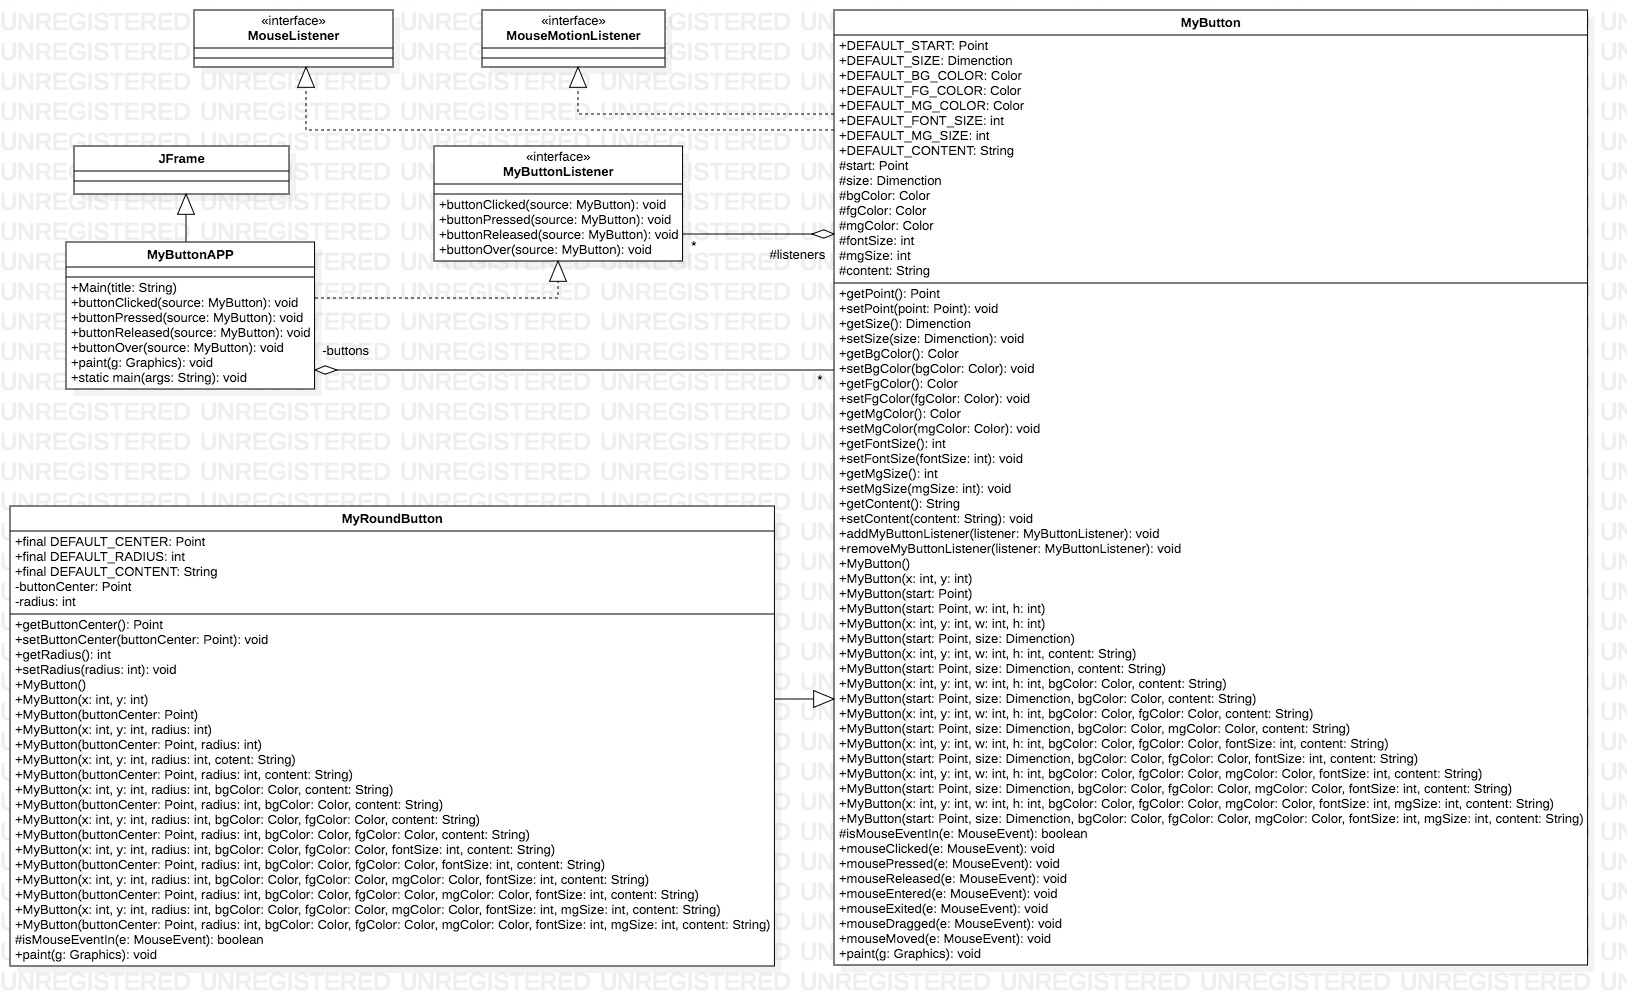 «interface»
MouseListener
«interface»
MouseMotionListener
JFrame
«interface»
MyButtonListener
+buttonClicked(source: MyButton): void
+buttonPressed(source: MyButton): void
+buttonReleased(source: MyButton): void
+buttonOver(source: MyButton): void
*
#listeners
MyButtonAPP
+Main(title: String)
+buttonClicked(source: MyButton): void
+buttonPressed(source: MyButton): void
+buttonReleased(source: MyButton): void
+buttonOver(source: MyButton): void
+paint(g: Graphics): void
+static main(args: String): void
-buttons
*
MyButton
+DEFAULT_START: Point
+DEFAULT_SIZE: Dimenction
+DEFAULT_BG_COLOR: Color
+DEFAULT_FG_COLOR: Color
+DEFAULT_MG_COLOR: Color
+DEFAULT_FONT_SIZE: int
+DEFAULT_MG_SIZE: int
+DEFAULT_CONTENT: String
#start: Point
#size: Dimenction
#bgColor: Color
#fgColor: Color
#mgColor: Color
#fontSize: int
#mgSize: int
#content: String
+getPoint(): Point
+setPoint(point: Point): void
+getSize(): Dimenction
+setSize(size: Dimenction): void
+getBgColor(): Color
+setBgColor(bgColor: Color): void
+getFgColor(): Color
+setFgColor(fgColor: Color): void
+getMgColor(): Color
+setMgColor(mgColor: Color): void
+getFontSize(): int
+setFontSize(fontSize: int): void
+getMgSize(): int
+setMgSize(mgSize: int): void
+getContent(): String
+setContent(content: String): void
+addMyButtonListener(listener: MyButtonListener): void
+removeMyButtonListener(listener: MyButtonListener): void
+MyButton()
+MyButton(x: int, y: int)
+MyButton(start: Point)
+MyButton(start: Point, w: int, h: int)
+MyButton(x: int, y: int, w: int, h: int)
+MyButton(start: Point, size: Dimenction)
+MyButton(x: int, y: int, w: int, h: int, content: String)
+MyButton(start: Point, size: Dimenction, content: String)
+MyButton(x: int, y: int, w: int, h: int, bgColor: Color, content: String)
+MyButton(start: Point, size: Dimenction, bgColor: Color, content: String)
+MyButton(x: int, y: int, w: int, h: int, bgColor: Color, fgColor: Color, content: String)
+MyButton(start: Point, size: Dimenction, bgColor: Color, mgColor: Color, content: String)
+MyButton(x: int, y: int, w: int, h: int, bgColor: Color, fgColor: Color, fontSize: int, content: String)
+MyButton(start: Point, size: Dimenction, bgColor: Color, fgColor: Color, fontSize: int, content: String)
+MyButton(x: int, y: int, w: int, h: int, bgColor: Color, fgColor: Color, mgColor: Color, fontSize: int, content: String)
+MyButton(start: Point, size: Dimenction, bgColor: Color, fgColor: Color, mgColor: Color, fontSize: int, content: String)
+MyButton(x: int, y: int, w: int, h: int, bgColor: Color, fgColor: Color, mgColor: Color, fontSize: int, mgSize: int, content: String)
+MyButton(start: Point, size: Dimenction, bgColor: Color, fgColor: Color, mgColor: Color, fontSize: int, mgSize: int, content: String)
#isMouseEventIn(e: MouseEvent): boolean
+mouseClicked(e: MouseEvent): void
+mousePressed(e: MouseEvent): void
+mouseReleased(e: MouseEvent): void
+mouseEntered(e: MouseEvent): void
+mouseExited(e: MouseEvent): void
+mouseDragged(e: MouseEvent): void
+mouseMoved(e: MouseEvent): void
+paint(g: Graphics): void
MyRoundButton
+final DEFAULT_CENTER: Point
+final DEFAULT_RADIUS: int
+final DEFAULT_CONTENT: String
-buttonCenter: Point
-radius: int
+getButtonCenter(): Point
+setButtonCenter(buttonCenter: Point): void
+getRadius(): int
+setRadius(radius: int): void
+MyButton()
+MyButton(x: int, y: int)
+MyButton(buttonCenter: Point)
+MyButton(x: int, y: int, radius: int)
+MyButton(buttonCenter: Point, radius: int)
+MyButton(x: int, y: int, radius: int, cotent: String)
+MyButton(buttonCenter: Point, radius: int, content: String)
+MyButton(x: int, y: int, radius: int, bgColor: Color, content: String)
+MyButton(buttonCenter: Point, radius: int, bgColor: Color, content: String)
+MyButton(x: int, y: int, radius: int, bgColor: Color, fgColor: Color, content: String)
+MyButton(buttonCenter: Point, radius: int, bgColor: Color, fgColor: Color, content: String)
+MyButton(x: int, y: int, radius: int, bgColor: Color, fgColor: Color, fontSize: int, content: String)
+MyButton(buttonCenter: Point, radius: int, bgColor: Color, fgColor: Color, fontSize: int, content: String)
+MyButton(x: int, y: int, radius: int, bgColor: Color, fgColor: Color, mgColor: Color, fontSize: int, content: String)
+MyButton(buttonCenter: Point, radius: int, bgColor: Color, fgColor: Color, mgColor: Color, fontSize: int, content: String)
+MyButton(x: int, y: int, radius: int, bgColor: Color, fgColor: Color, mgColor: Color, fontSize: int, mgSize: int, content: String)
+MyButton(buttonCenter: Point, radius: int, bgColor: Color, fgColor: Color, mgColor: Color, fontSize: int, mgSize: int, content: String)
#isMouseEventIn(e: MouseEvent): boolean
+paint(g: Graphics): void
UNREGISTERED